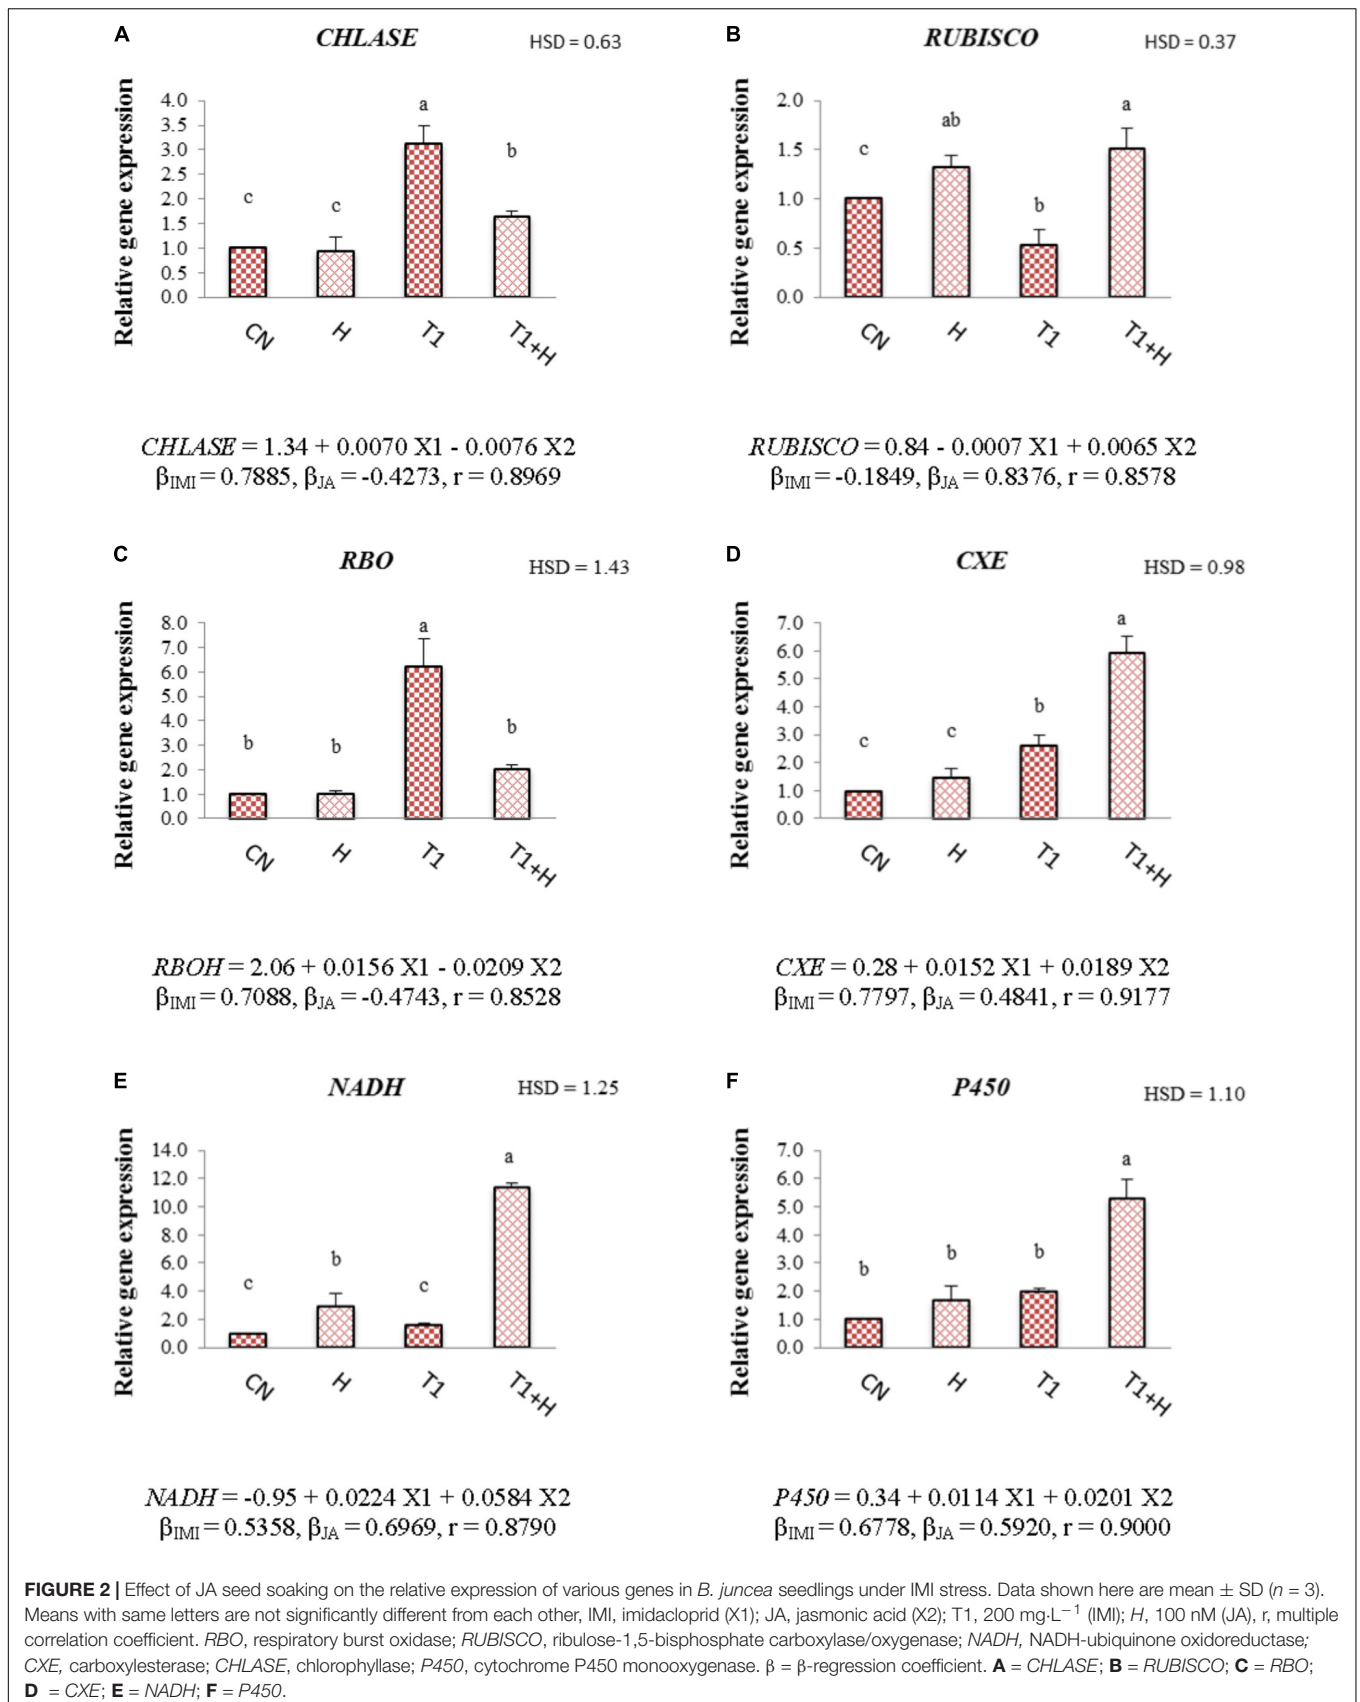 A
CHLASE
HSD = 0.63
Relative gene expression
4.0
3.5
3.0
2.5
2.0
1.5
1.0
0.5
0.0
c
c
a
b
CN
H
T1
T1+H
CHLASE = 1.34 + 0.0070 X1 - 0.0076 X2
βIMI = 0.7885, βJA = -0.4273, r = 0.8969
B
RUBISCO
HSD = 0.37
Relative gene expression
2.0
1.5
1.0
0.5
0.0
c
ab
b
a
CN
H
T1
T1+H
RUBISCO = 0.84 - 0.0007 X1 + 0.0065 X2
βIMI = -0.1849, βJA = 0.8376, r = 0.8578
C
RBO
HSD = 1.43
Relative gene expression
8.0
7.0
6.0
5.0
4.0
3.0
2.0
1.0
0.0
b
b
a
b
CN
H
T1
T1+H
RBOH = 2.06 + 0.0156 X1 - 0.0209 X2
βIMI = 0.7088, βJA = -0.4743, r = 0.8528
D
CXE
HSD = 0.98
Relative gene expression
7.0
6.0
5.0
4.0
3.0
2.0
1.0
0.0
c
c
b
a
CN
H
T1
T1+H
CXE = 0.28 + 0.0152 X1 + 0.0189 X2
βIMI = 0.7797, βJA = 0.4841, r = 0.9177
E
NADH
HSD = 1.25
Relative gene expression
14.0
12.0
10.0
8.0
6.0
4.0
2.0
0.0
c
b
c
a
CN
H
T1
T1+H
NADH = -0.95 + 0.0224 X1 + 0.0584 X2
βIMI = 0.5358, βJA = 0.6969, r = 0.8790
F
P450
HSD = 1.10
Relative gene expression
7.0
6.0
5.0
4.0
3.0
2.0
1.0
0.0
b
b
b
a
CN
H
T1
T1+H
P450 = 0.34 + 0.0114 X1 + 0.0201 X2
βIMI = 0.6778, βJA = 0.5920, r = 0.9000
FIGURE 2 | Effect of JA seed soaking on the relative expression of various genes in B. juncea seedlings under IMI stress. Data shown here are mean ± SD (n = 3).
Means with same letters are not significantly different from each other, IMI, imidacloprid (X1); JA, jasmonic acid (X2); T1, 200 mg·L⁻¹ (IMI); H, 100 nM (JA), r, multiple
correlation coefficient. RBO, respiratory burst oxidase; RUBISCO, ribulose-1,5-bisphosphate carboxylase/oxygenase; NADH, NADH-ubiquinone oxidoreductase;
CXE, carboxylesterase; CHLASE, chlorophyllase; P450, cytochrome P450 monooxygenase. β = β-regression coefficient. A = CHLASE; B = RUBISCO; C = RBO;
D = CXE; E = NADH; F = P450.